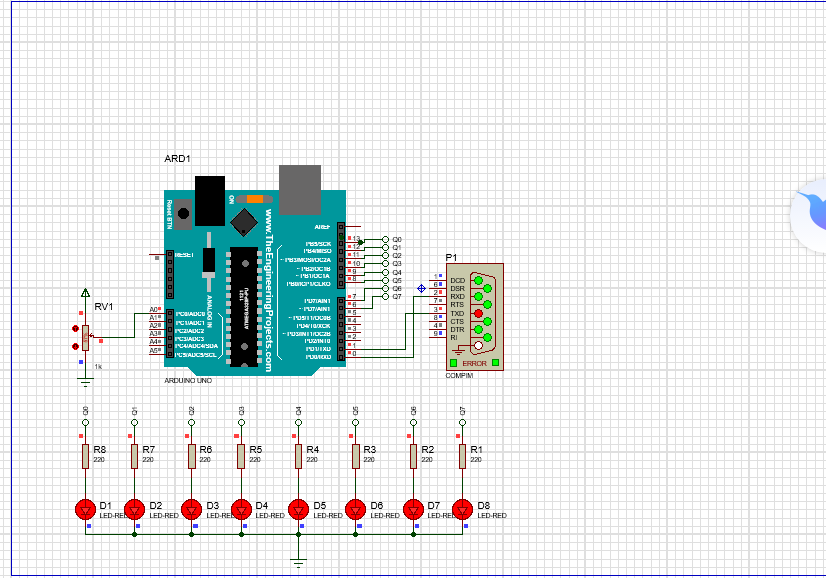 ARD1
ON
Reset BTN
www.TheEngineeringProjects.com
ANALOG IN
RESET
AREF
13
12
11
10
9
8
7
6
5
4
3
2
1
0
PB5/SCK
PB4/MISO
~PB3/MOSI/OC2A
~ PB2/OC1B
~ PB1/OC1A
PB0/ICP1/CLKO
PD7/AIN1
~ PD6/AIN0
PD4/T0/XCK
PD2/INT0
PD1/TXD
PD0/RXD
A0
A1
A2
A3
A4
A5
PC0/ADC0
PC1/ADC1
PC2/ADC2
PC3/ADC3
PC4/ADC4/SDA
PC5/ADC5/SCL
ARDUINO UNO
Q0
Q1
Q2
Q3
Q4
Q5
Q6
Q7
RV1
1k
P1
1
6
2
7
3
8
4
9
DCD
DSR
RXD
RTS
TXD
CTS
DTR
RI
ERROR
COMPIM
Q0
Q1
Q2
Q3
Q4
Q5
Q6
Q7
R8
220
R7
220
R6
220
R5
220
R4
220
R3
220
R2
220
R1
220
D1
LED-RED
D2
LED-RED
D3
LED-RED
D4
LED-RED
D5
LED-RED
D6
LED-RED
D7
LED-RED
D8
LED-RED